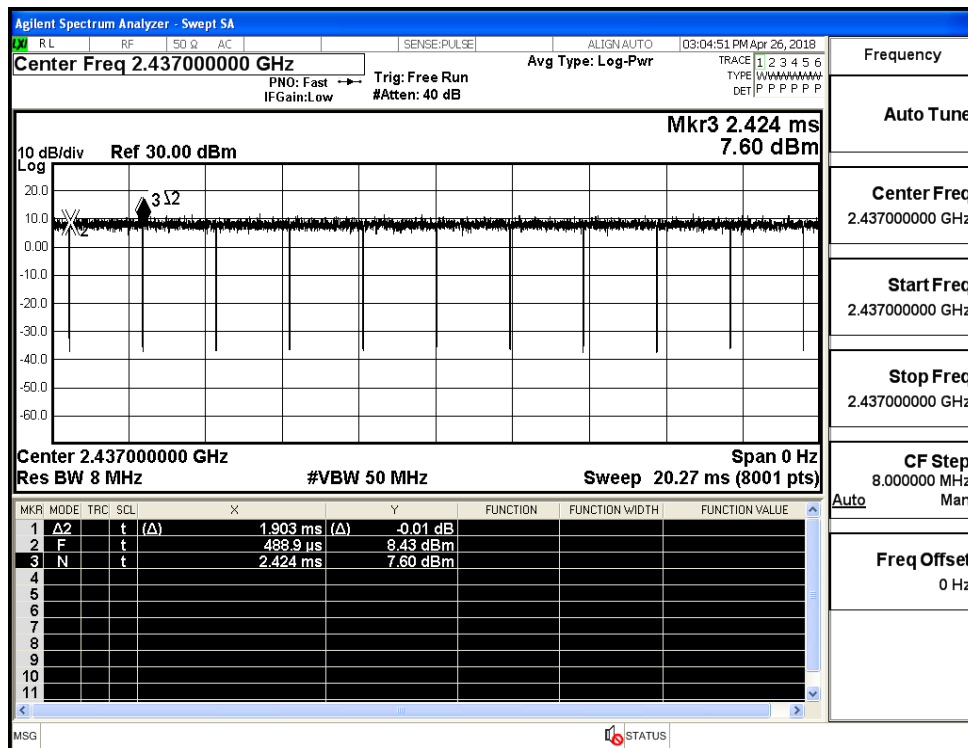 Agilent Spectrum Analyzer - Swept SA
LXI RL RF 50 Ω AC SENSE:PULSE ALIGN AUTO 03:04:51 PM Apr 26, 2018
Center Freq 2.437000000 GHz Avg Type: Log-Pwr TRACE 1 2 3 4 5 6
PNO: Fast Trig: Free Run TYPE WWWWWW
IFGain:Low #Atten: 40 dB DET P P P P P P
Mkr3 2.424 ms
10 dB/div Ref 30.00 dBm 7.60 dBm
Log
20.0
10.0
0.00
-10.0
-20.0
-30.0
-40.0
-50.0
-60.0
3 Δ2
2
Center 2.437000000 GHz Span 0 Hz
Res BW 8 MHz #VBW 50 MHz Sweep 20.27 ms (8001 pts)
MKR MODE TRC SCL X Y FUNCTION FUNCTION WIDTH FUNCTION VALUE
1 Δ2 t (Δ) 1.903 ms (Δ) -0.01 dB
2 F t 488.9 µs 8.43 dBm
3 N t 2.424 ms 7.60 dBm
4
5
6
7
8
9
10
11
MSG STATUS
Frequency
Auto Tune
Center Freq
2.437000000 GHz
Start Freq
2.437000000 GHz
Stop Freq
2.437000000 GHz
CF Step
8.000000 MHz
Auto Man
Freq Offset
0 Hz